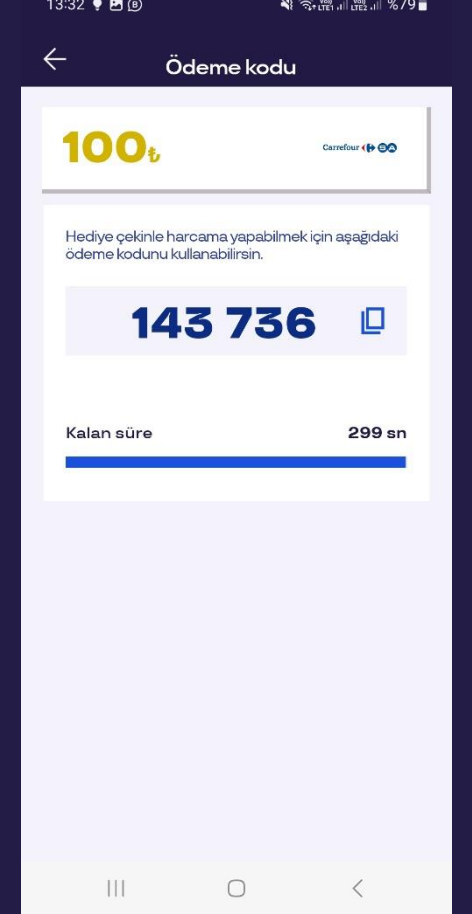 13:32 %79
Ödeme kodu
100₺ Carrefour SA
Hediye çekinle harcama yapabilmek için aşağıdaki
ödeme kodunu kullanabilirsin.
143 736
Kalan süre 299 sn